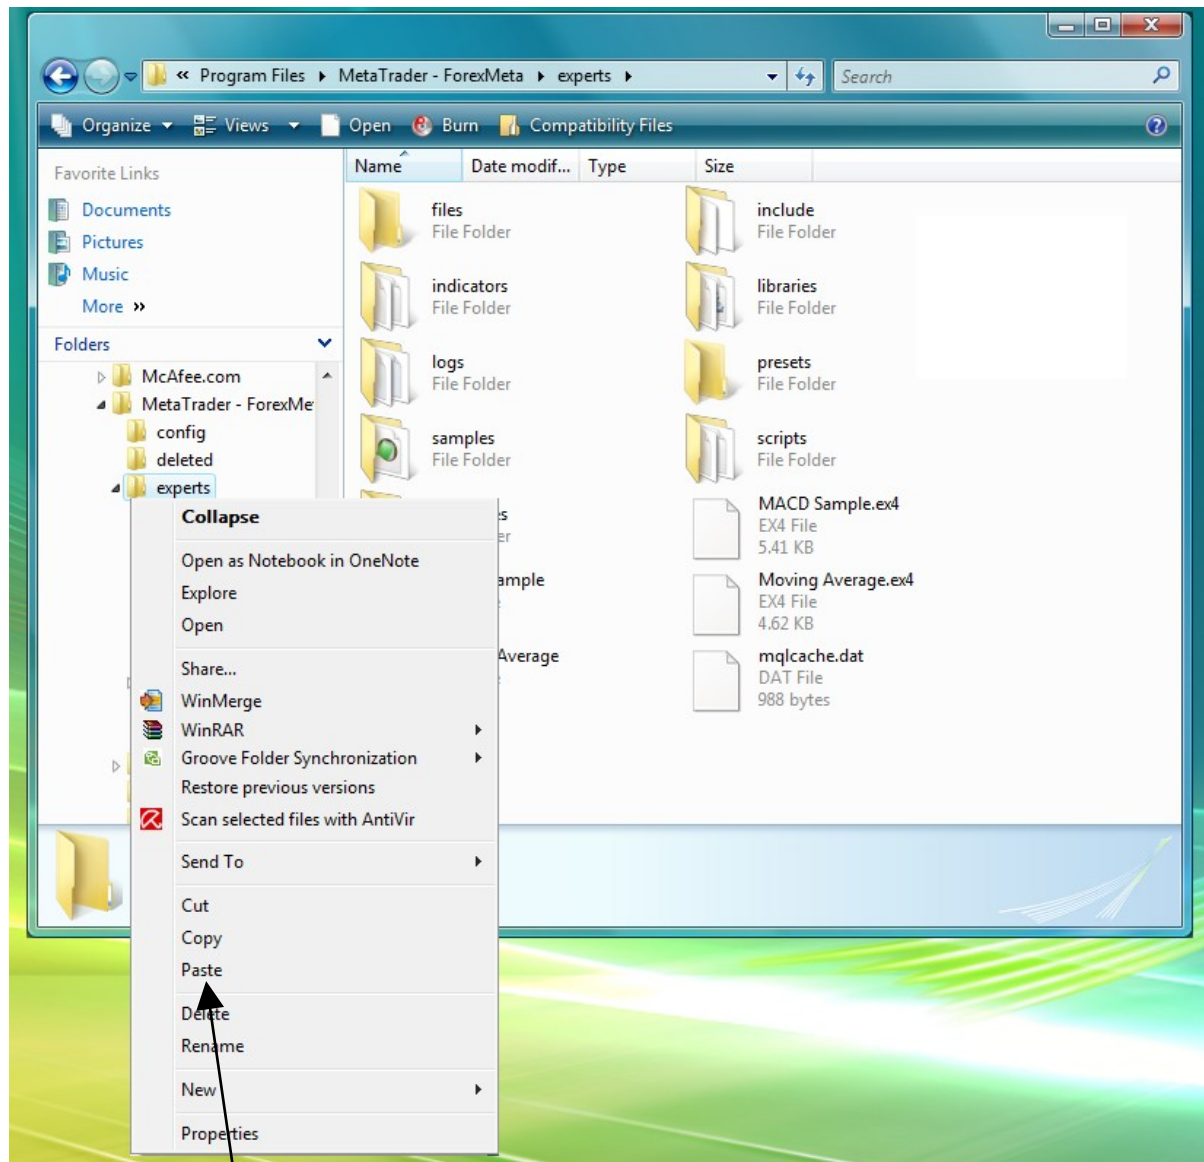 « Program Files ▸ MetaTrader - ForexMeta ▸ experts ▸
Search
Organize Views Open Burn Compatibility Files
Favorite Links
Documents
Pictures
Music
More »
Folders
McAfee.com
MetaTrader - ForexMe
config
deleted
experts
Name Date modif... Type Size
files
File Folder
include
File Folder
indicators
File Folder
libraries
File Folder
logs
File Folder
presets
File Folder
samples
File Folder
scripts
File Folder
MACD Sample.ex4
EX4 File
5.41 KB
ample
Moving Average.ex4
EX4 File
4.62 KB
Average
mqlcache.dat
DAT File
988 bytes
Collapse
Open as Notebook in OneNote
Explore
Open
Share...
WinMerge
WinRAR
Groove Folder Synchronization
Restore previous versions
Scan selected files with AntiVir
Send To
Cut
Copy
Paste
Delete
Rename
New
Properties